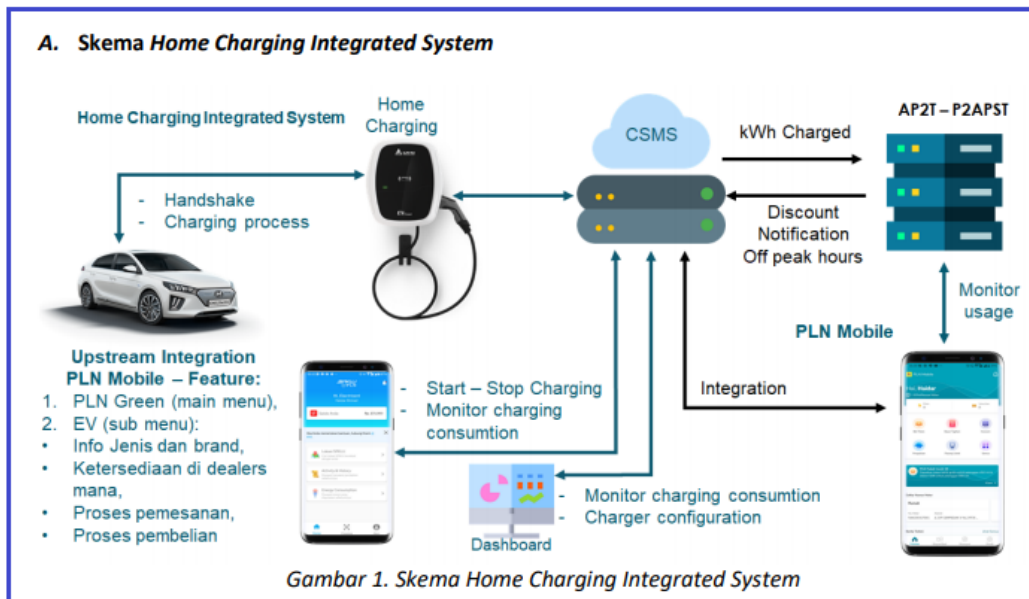 A. Skema Home Charging Integrated System
Home Charging Integrated System
Home
Charging
CSMS
kWh Charged
AP2T – P2APST
- Handshake
- Charging process
Discount
Notification
Off peak hours
Monitor
usage
PLN Mobile
Upstream Integration
PLN Mobile – Feature:
1. PLN Green (main menu),
2. EV (sub menu):
• Info Jenis dan brand,
• Ketersediaan di dealers
mana,
• Proses pemesanan,
• Proses pembelian
- Start – Stop Charging
- Monitor charging
consumtion
Integration
- Monitor charging consumtion
- Charger configuration
Dashboard
Gambar 1. Skema Home Charging Integrated System